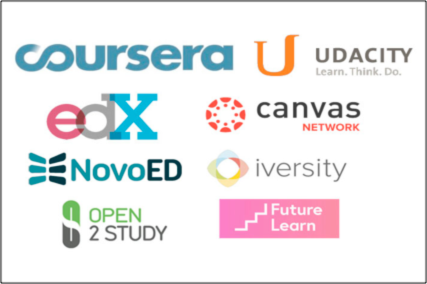 coursera
UDACITY
Learn. Think. Do.
edX
canvas
NETWORK
NovoED
iversity
OPEN
2 STUDY
Future
Learn